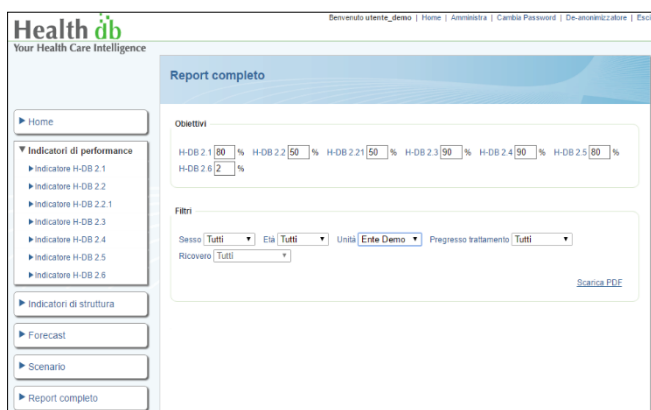 Health db
Your Health Care Intelligence
Benvenuto utente_demo | Home | Amministra | Cambia Password | De-anonimizzatore | Esci
Report completo
Home
Indicatori di performance
Indicatore H-DB 2.1
Indicatore H-DB 2.2
Indicatore H-DB 2.2.1
Indicatore H-DB 2.3
Indicatore H-DB 2.4
Indicatore H-DB 2.5
Indicatore H-DB 2.6
Indicatori di struttura
Forecast
Scenario
Report completo
Obiettivi
H-DB 2.1 80 % H-DB 2.2 50 % H-DB 2.21 50 % H-DB 2.3 90 % H-DB 2.4 90 % H-DB 2.5 80 %
H-DB 2.6 2 %
Filtri
Sesso Tutti Età Tutti Unità Ente Demo Pregresso trattamento Tutti
Ricovero Tutti
Scarica PDF